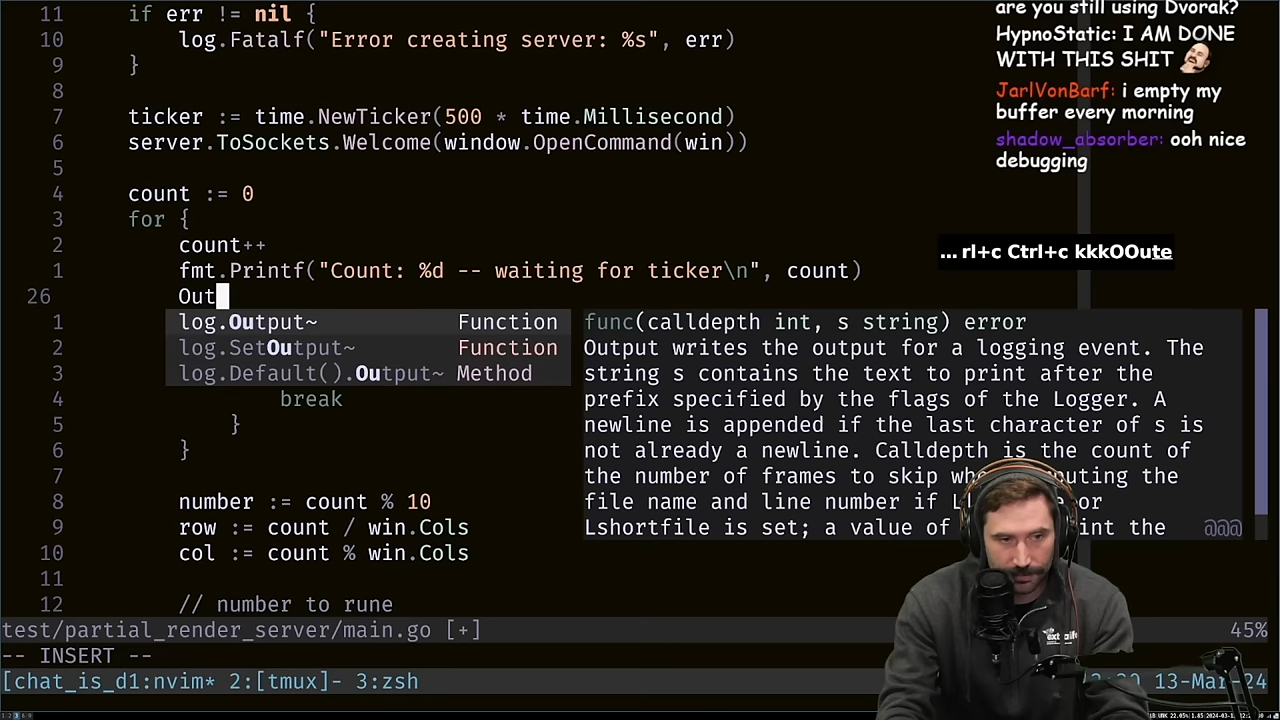 11 if err != nil {
10 log.Fatalf("Error creating server: %s", err)
9 }
8
7 ticker := time.NewTicker(500 * time.Millisecond)
6 server.ToSockets.Welcome(window.OpenCommand(win))
5
4 count := 0
3 for {
2 count++
1 fmt.Printf("Count: %d -- waiting for ticker\n", count)
26 Out
1 log.Output~ Function
2 log.SetOutput~ Function
3 log.Default().Output~ Method
4 break
5 }
6 }
7
8 number := count % 10
9 row := count / win.Cols
10 col := count % win.Cols
11
12 // number to rune
func(calldepth int, s string) error
Output writes the output for a logging event. The
string s contains the text to print after the
prefix specified by the flags of the Logger. A
newline is appended if the last character of s is
not already a newline. Calldepth is the count of
the number of frames to skip the
file name and line number if or
Lshortfile is set; a value of the @@@
are you still using Dvorak?
HypnoStatic: I AM DONE
WITH THIS SHIT
JarlVonBarf: i empty my
buffer every morning
shadow_absorber: ooh nice
debugging
... rl+c Ctrl+c kkkOOute
test/partial_render_server/main.go [+] 45%
-- INSERT --
[chat_is_d1:nvim* 2:[tmux]- 3:zsh 13-Mar-24